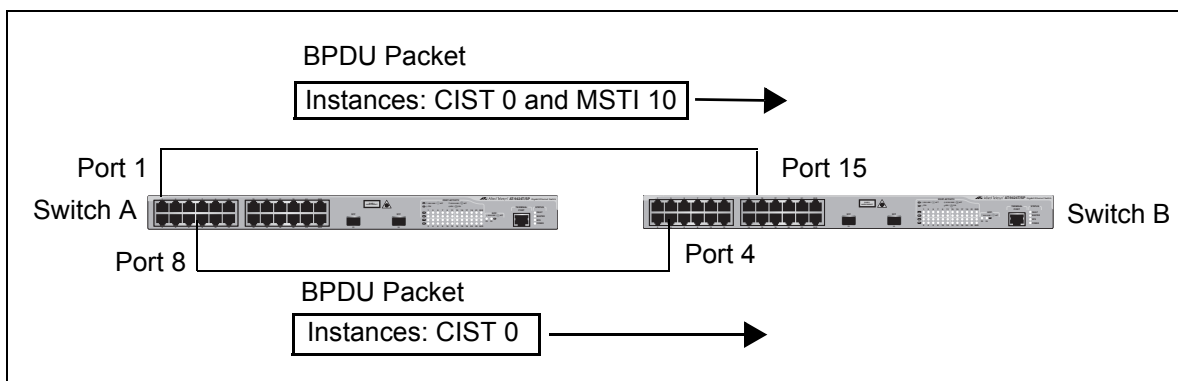 BPDU Packet
Instances: CIST 0 and MSTI 10
Port 1
Port 15
Switch A
Switch B
Port 8
Port 4
BPDU Packet
Instances: CIST 0